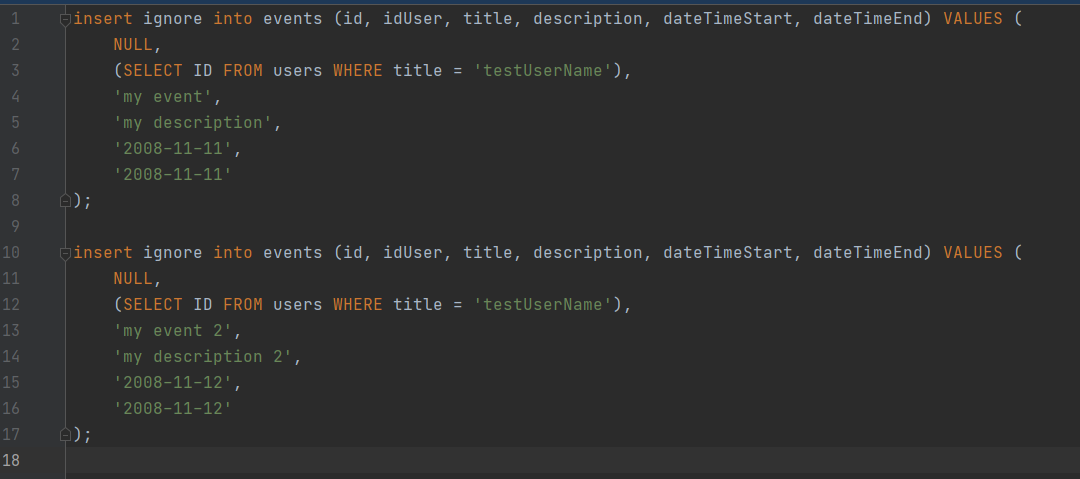 1 insert ignore into events (id, idUser, title, description, dateTimeStart, dateTimeEnd) VALUES (
2 NULL,
3 (SELECT ID FROM users WHERE title = 'testUserName'),
4 'my event',
5 'my description',
6 '2008-11-11',
7 '2008-11-11'
8 );
9
10 insert ignore into events (id, idUser, title, description, dateTimeStart, dateTimeEnd) VALUES (
11 NULL,
12 (SELECT ID FROM users WHERE title = 'testUserName'),
13 'my event 2',
14 'my description 2',
15 '2008-11-12',
16 '2008-11-12'
17 );
18